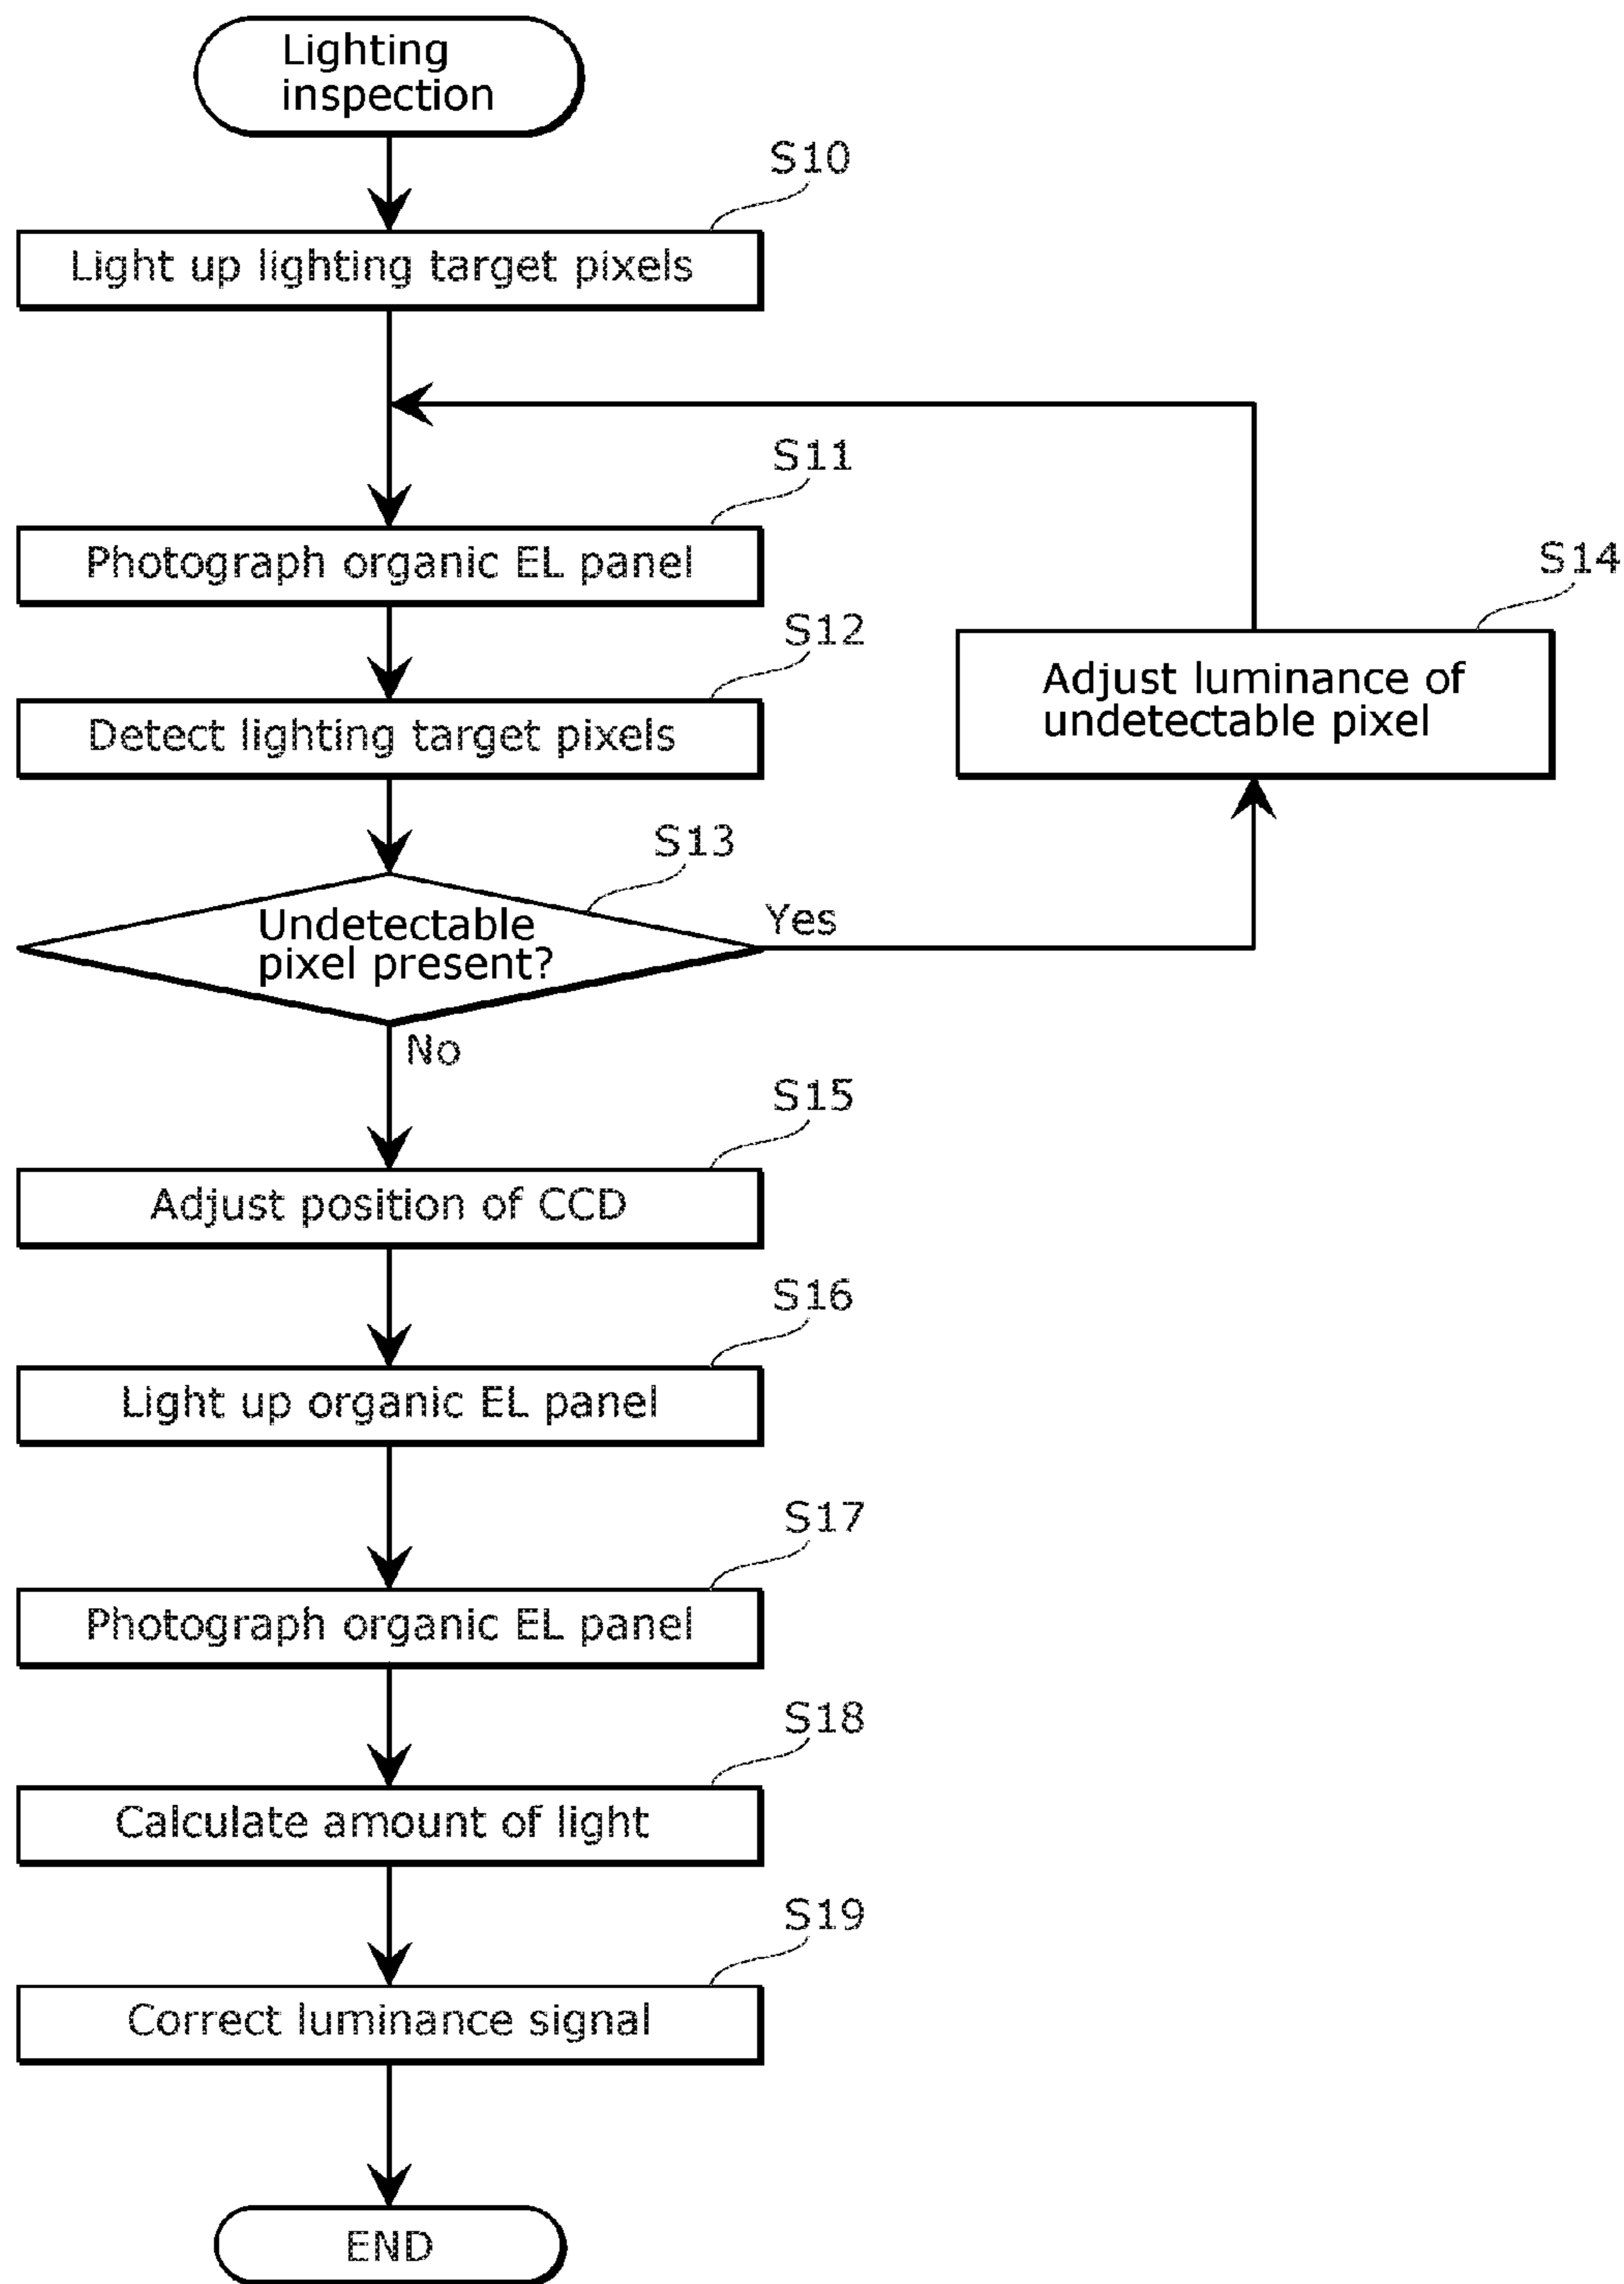 Lighting
inspection
S10
Light up lighting target pixels
S11
Photograph organic EL panel
S12
Detect lighting target pixels
S13
Undetectable
pixel present?
Yes
No
S14
Adjust luminance of
undetectable pixel
S15
Adjust position of CCD
S16
Light up organic EL panel
S17
Photograph organic EL panel
S18
Calculate amount of light
S19
Correct luminance signal
END